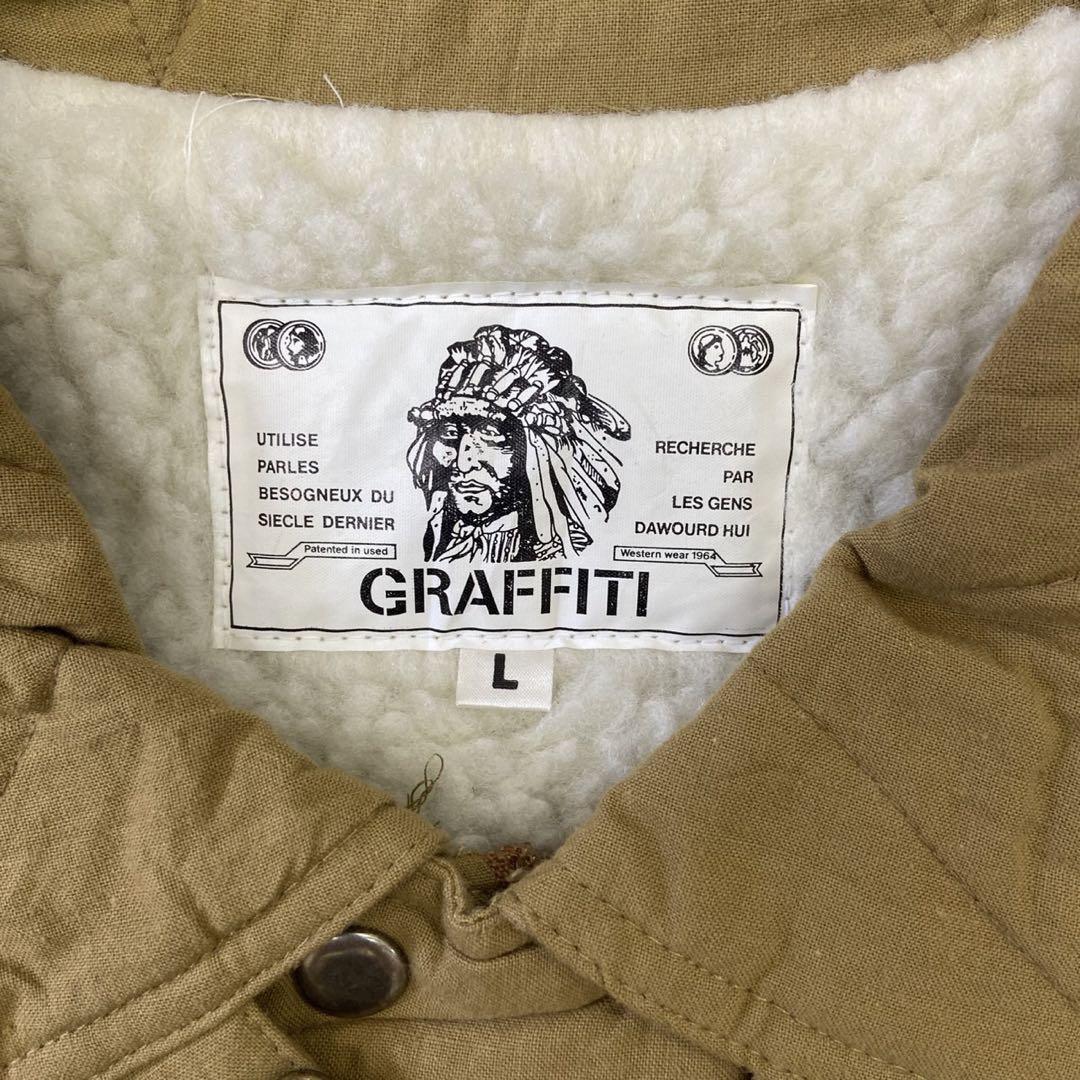 UTILISE
PARLES
BESOGNEUX DU
SIECLE DERNIER
Patented in used
RECHERCHE
PAR
LES GENS
DAWOURD HUI
Western wear 1964
GRAFFITI
L